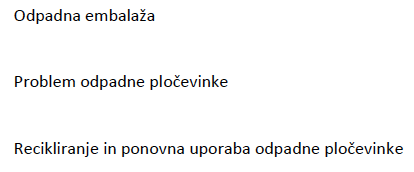 Odpadna embalaža
Problem odpadne pločevinke
Recikliranje in ponovna uporaba odpadne pločevinke